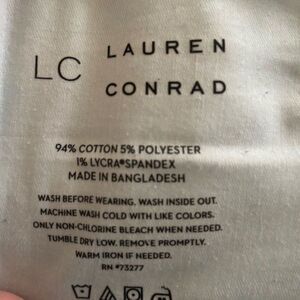 LC LAUREN
CONRAD
94% COTTON 5% POLYESTER
1% LYCRA®SPANDEX
MADE IN BANGLADESH
WASH BEFORE WEARING. WASH INSIDE OUT.
MACHINE WASH COLD WITH LIKE COLORS.
ONLY NON-CHLORINE BLEACH WHEN NEEDED.
TUMBLE DRY LOW. REMOVE PROMPTLY.
WARM IRON IF NEEDED.
RN #73277